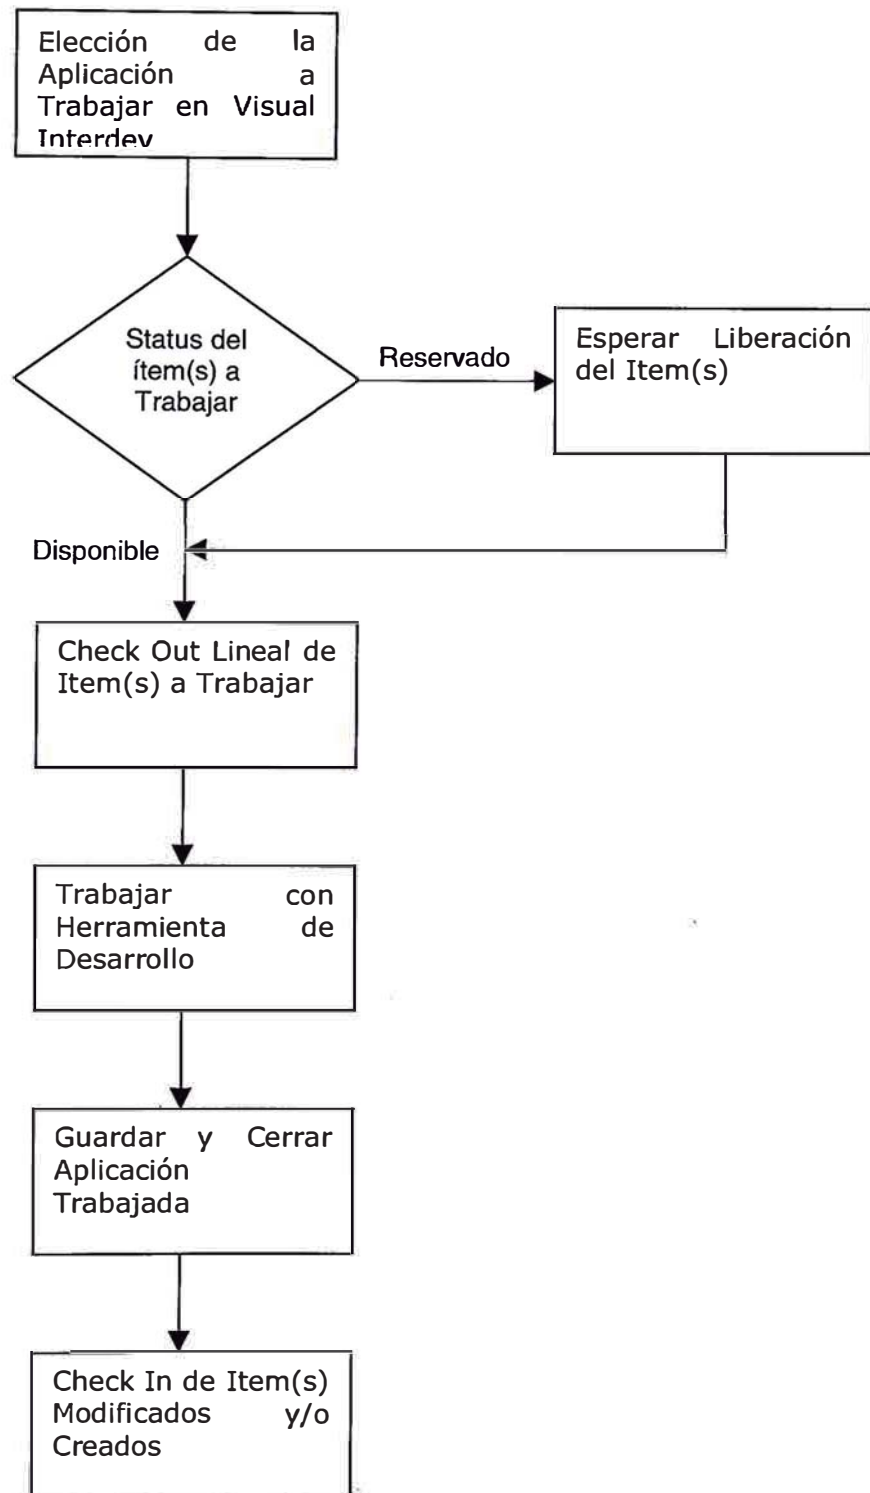 Elección de la
Aplicación a
Trabajar en Visual
Interdev
Status del
ítem(s) a
Trabajar
Reservado
Esperar Liberación
del Item(s)
Disponible
Check Out Lineal de
Item(s) a Trabajar
Trabajar con
Herramienta de
Desarrollo
Guardar y Cerrar
Aplicación
Trabajada
Check In de Item(s)
Modificados y/o
Creados